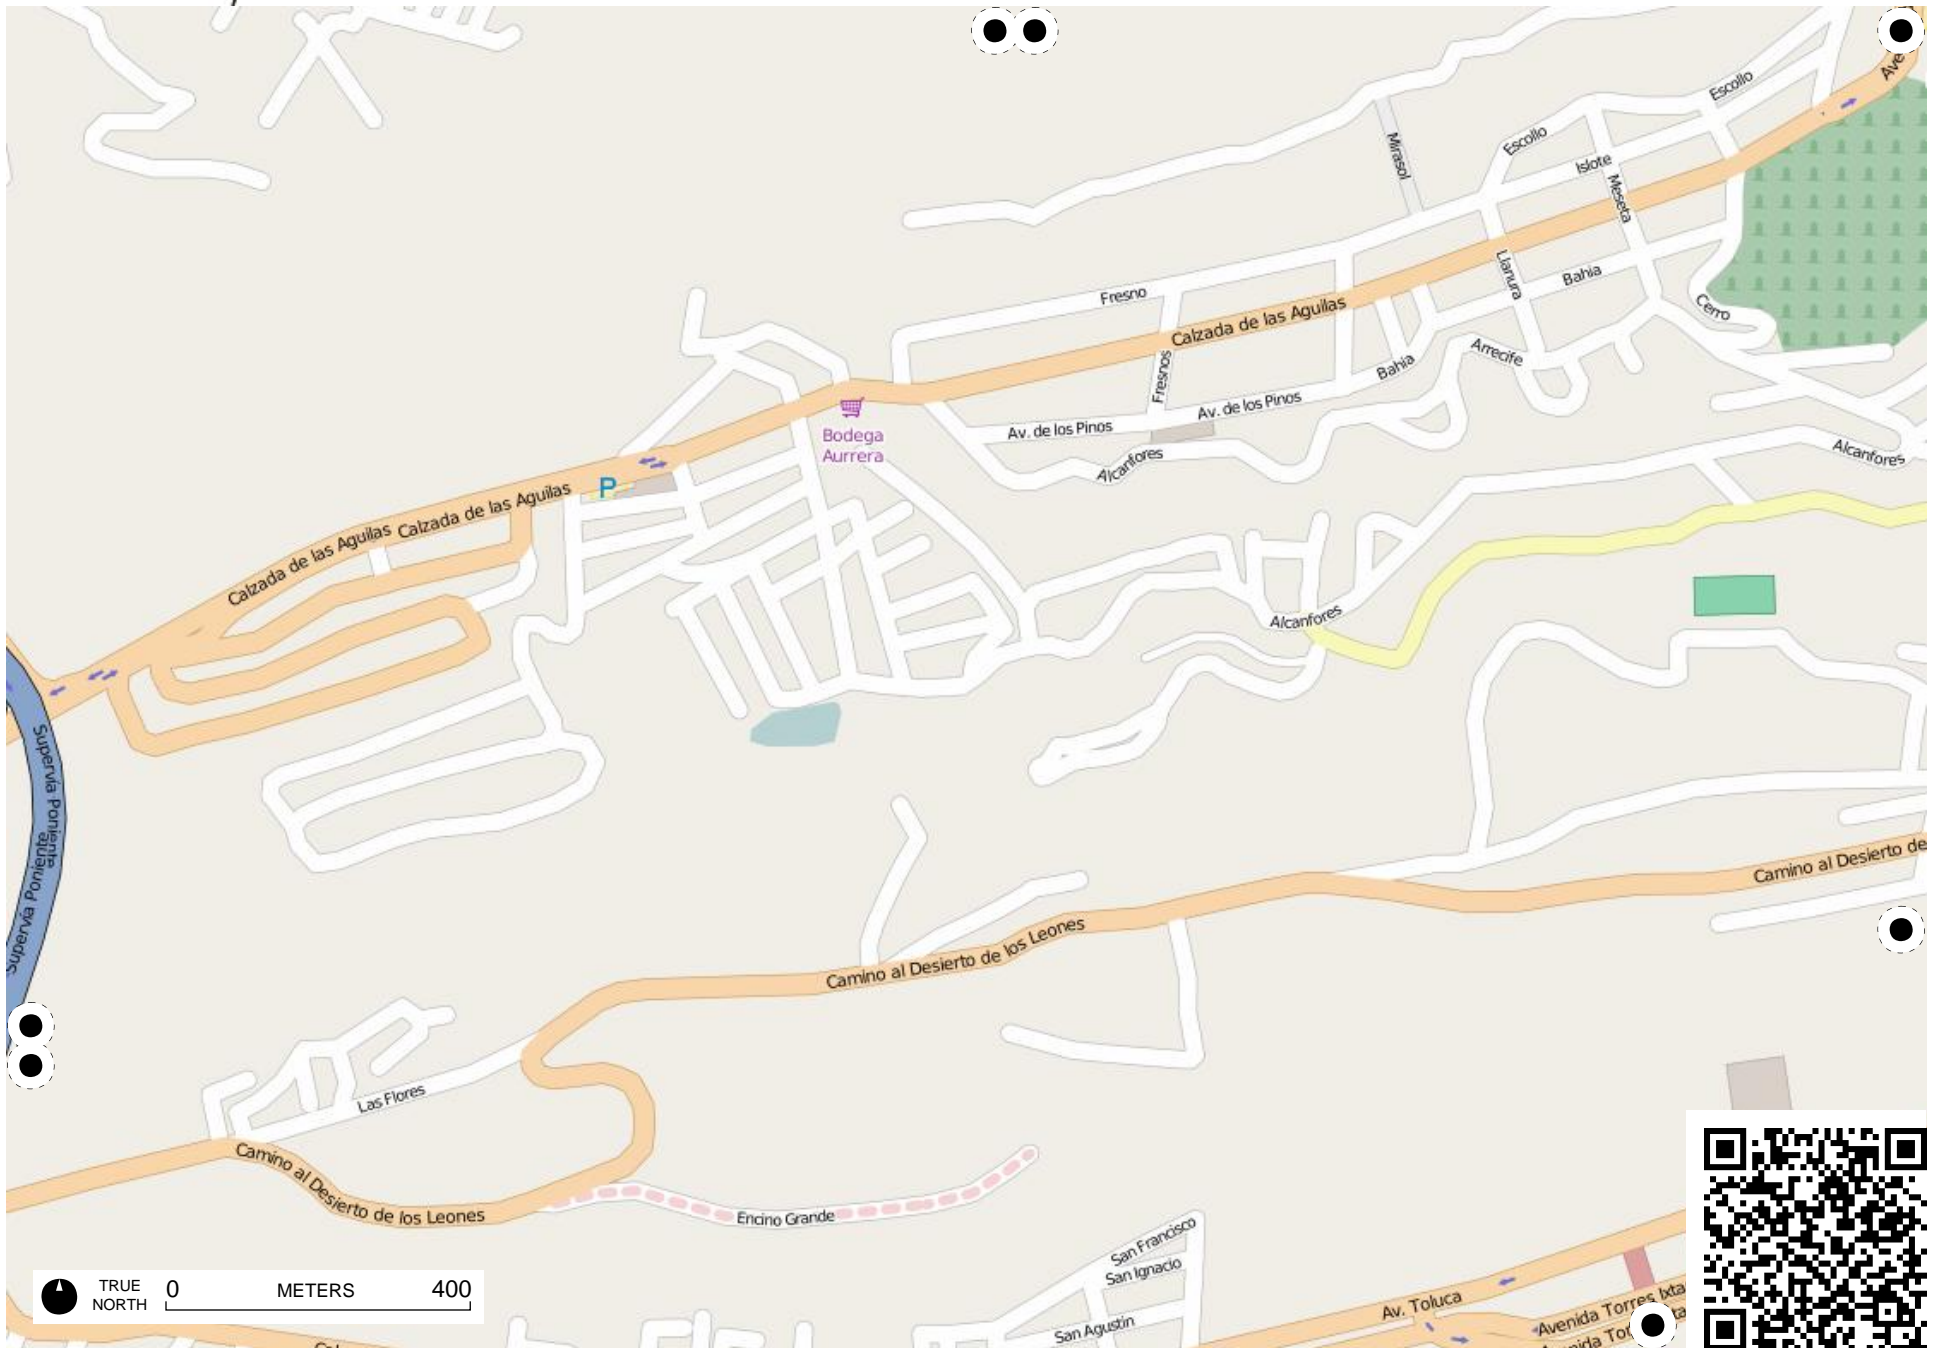 Ave
Escollo
Escollo
Mirasol
Islote
Meseta
Llanura
Bahia
Fresno
Cerro
Calzada de las Aguilas
Arrecife
Bahia
Fresnos
Av. de los Pinos
Av. de los Pinos
Bodega
Aurrera
Alcanfores
Alcanfores
P
Calzada de las Aguilas
Calzada de las Aguilas
Alcanfores
Supervía Poniente
Supervía Poniente
Camino al Desierto de
Camino al Desierto de los Leones
Las Flores
Camino al Desierto de los Leones
Encino Grande
San Francisco
San Ignacio
San Agustin
Av. Toluca
Avenida Torres Ixta
TRUE
NORTH
0 METERS 400